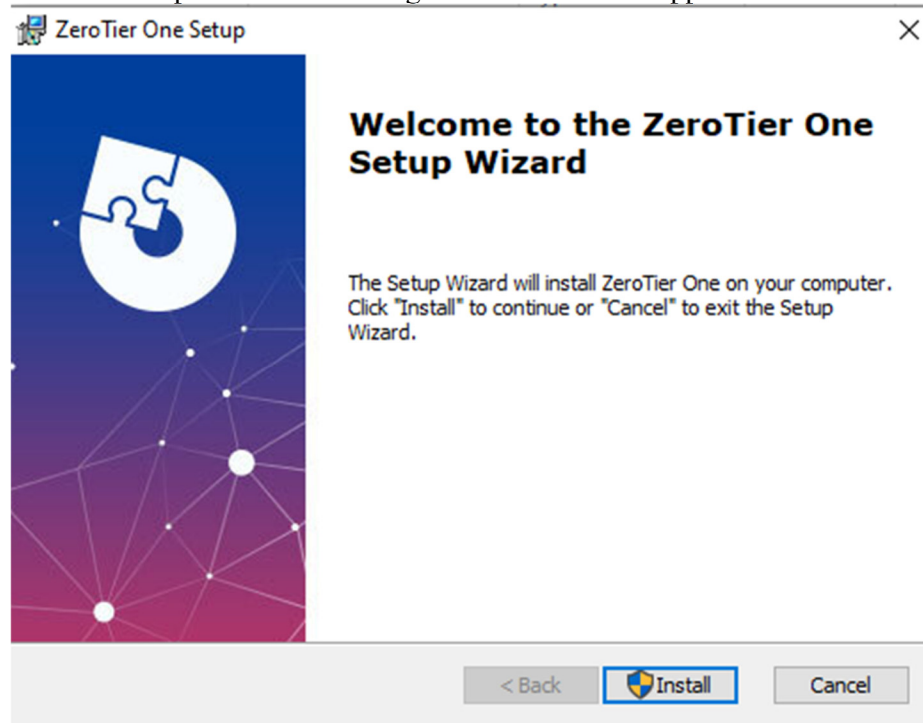 ZeroTier One Setup
Welcome to the ZeroTier One
Setup Wizard
The Setup Wizard will install ZeroTier One on your computer.
Click "Install" to continue or "Cancel" to exit the Setup
Wizard.
< Back
Install
Cancel